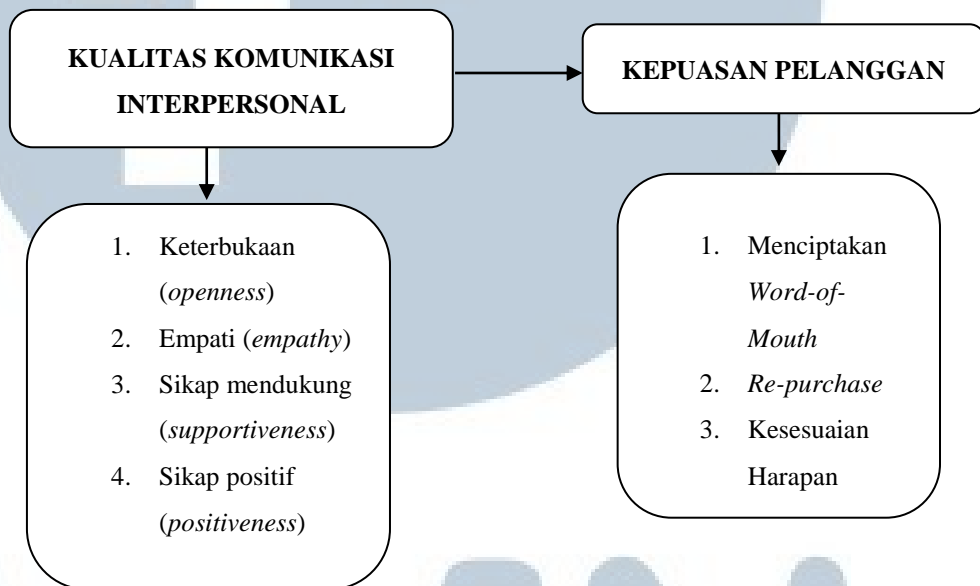 KUALITAS KOMUNIKASI
INTERPERSONAL
KEPUASAN PELANGGAN
1. Keterbukaan
(openness)
2. Empati (empathy)
3. Sikap mendukung
(supportiveness)
4. Sikap positif
(positiveness)
1. Menciptakan
Word-of-
Mouth
2. Re-purchase
3. Kesesuaian
Harapan